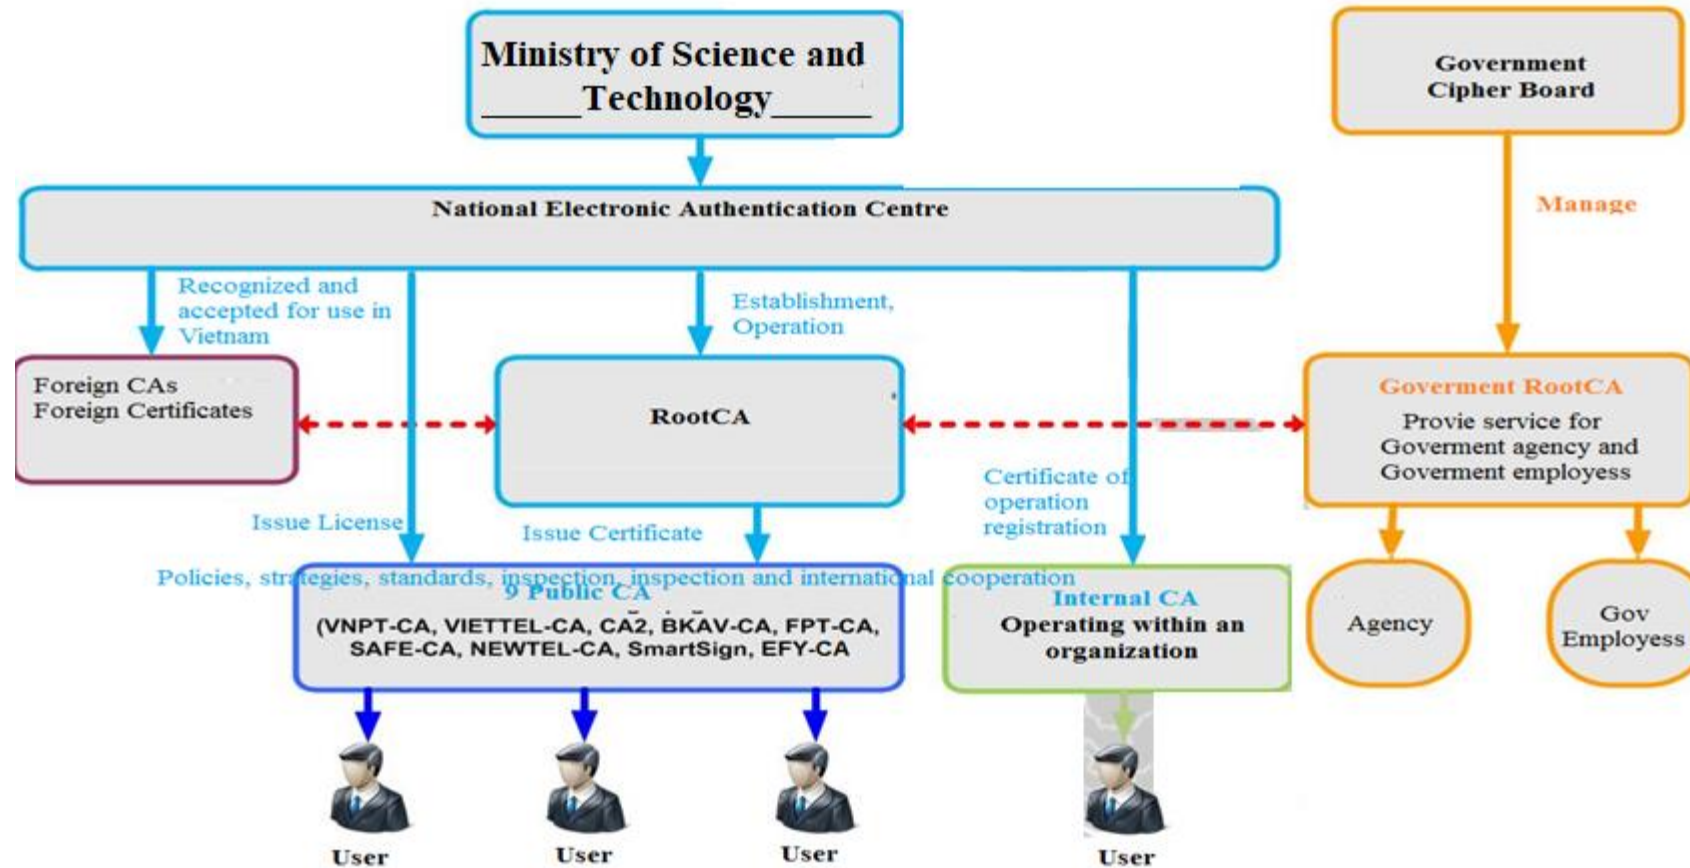 Ministry of Science and
Technology
Government
Cipher Board
National Electronic Authentication Centre
Manage
Recognized and
accepted for use in
Vietnam
Establishment,
Operation
Foreign CAs
Foreign Certificates
RootCA
Goverment RootCA
Provie service for
Goverment agency and
Goverment employess
Issue License
Issue Certificate
Certificate of
operation
registration
Policies, strategies, standards, inspection, inspection and international cooperation
9 Public CA
(VNPT-CA, VIETTEL-CA, CA2, BKAV-CA, FPT-CA,
SAFE-CA, NEWTEL-CA, SmartSign, EFY-CA
Internal CA
Operating within an
organization
Agency
Gov
Employess
User
User
User
User